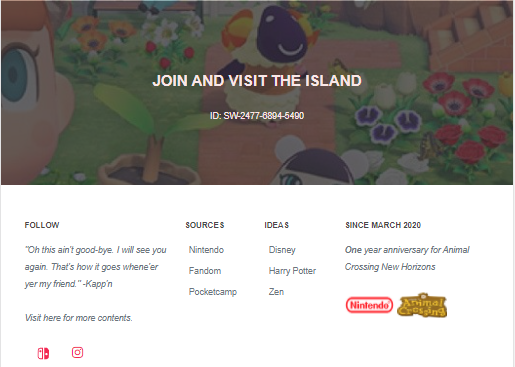 JOIN AND VISIT THE ISLAND
ID: SW-2477-6894-5490
FOLLOW
"Oh this ain't good-bye. I will see you
again. That's how it goes whene'er
yer my friend." -Kapp'n
Visit here for more contents.
SOURCES
Nintendo
Fandom
Pocketcamp
IDEAS
Disney
Harry Potter
Zen
SINCE MARCH 2020
One year anniversary for Animal
Crossing New Horizons
Nintendo
Animal
Crossing